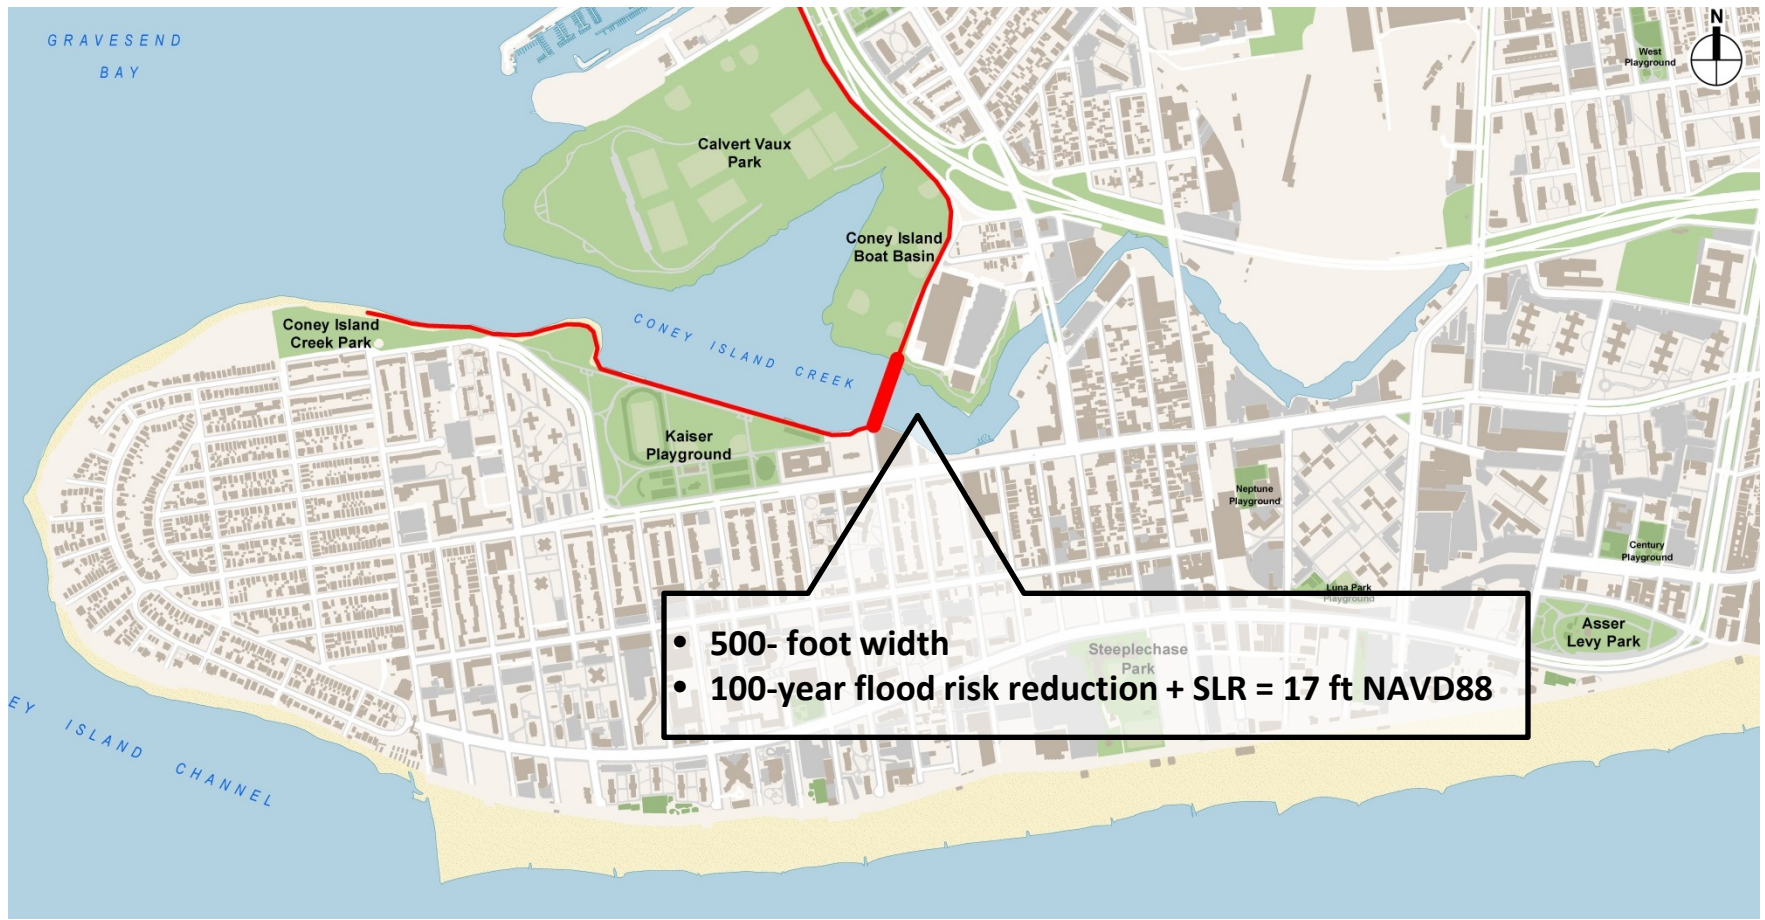 GRAVESEND
BAY
N
West
Playground
Calvert Vaux
Park
Coney Island
Boat Basin
CONEY ISLAND CREEK
Coney Island
Creek Park
Kaiser
Playground
Neptune
Playground
Century
Playground
Luna Park
Playground
Asser
Levy Park
Steeplechase
Park
• 500- foot width
• 100-year flood risk reduction + SLR = 17 ft NAVD88
EY ISLAND CHANNEL